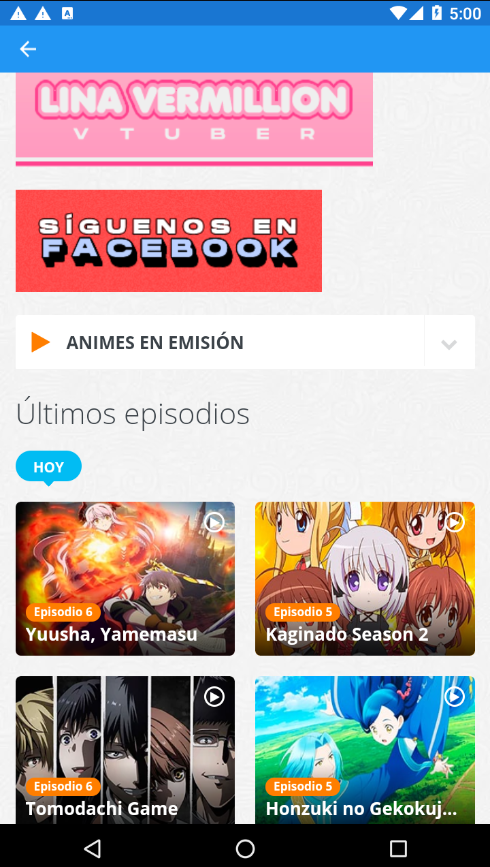 5:00
LINA VERMILLION
VTUBER
SÍGUENOS EN
FACEBOOK
ANIMES EN EMISIÓN
Últimos episodios
HOY
Episodio 6
Yuusha, Yamemasu
Episodio 5
Kaginado Season 2
Episodio 6
Tomodachi Game
Episodio 5
Honzuki no Gekokuj...